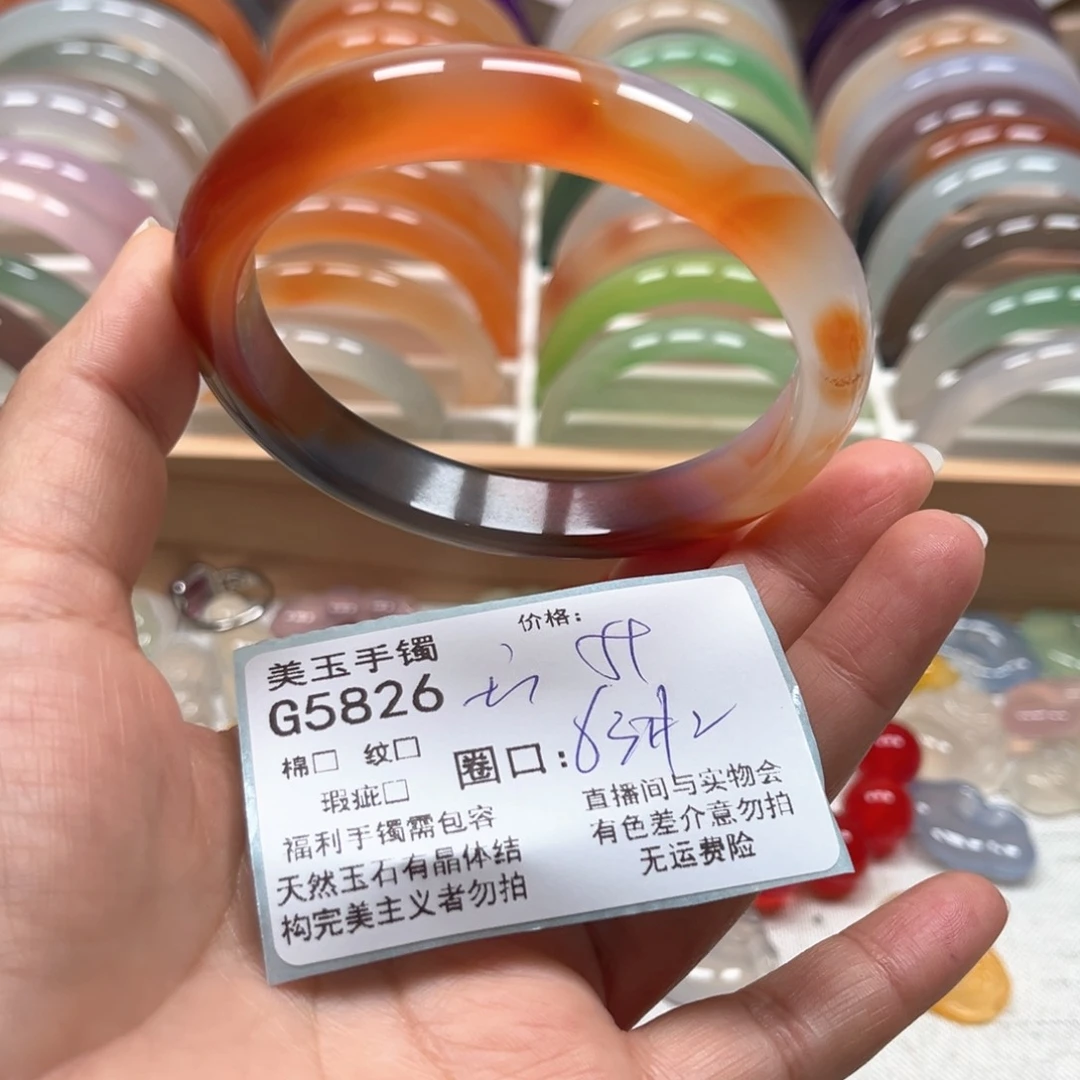 价格:
美玉手镯
G5826
棉□ 纹□
圈口:
瑕疵□
福利手镯需包容
天然玉石有晶体结
构完美主义者勿拍
直播间与实物会
有色差介意勿拍
无运费险